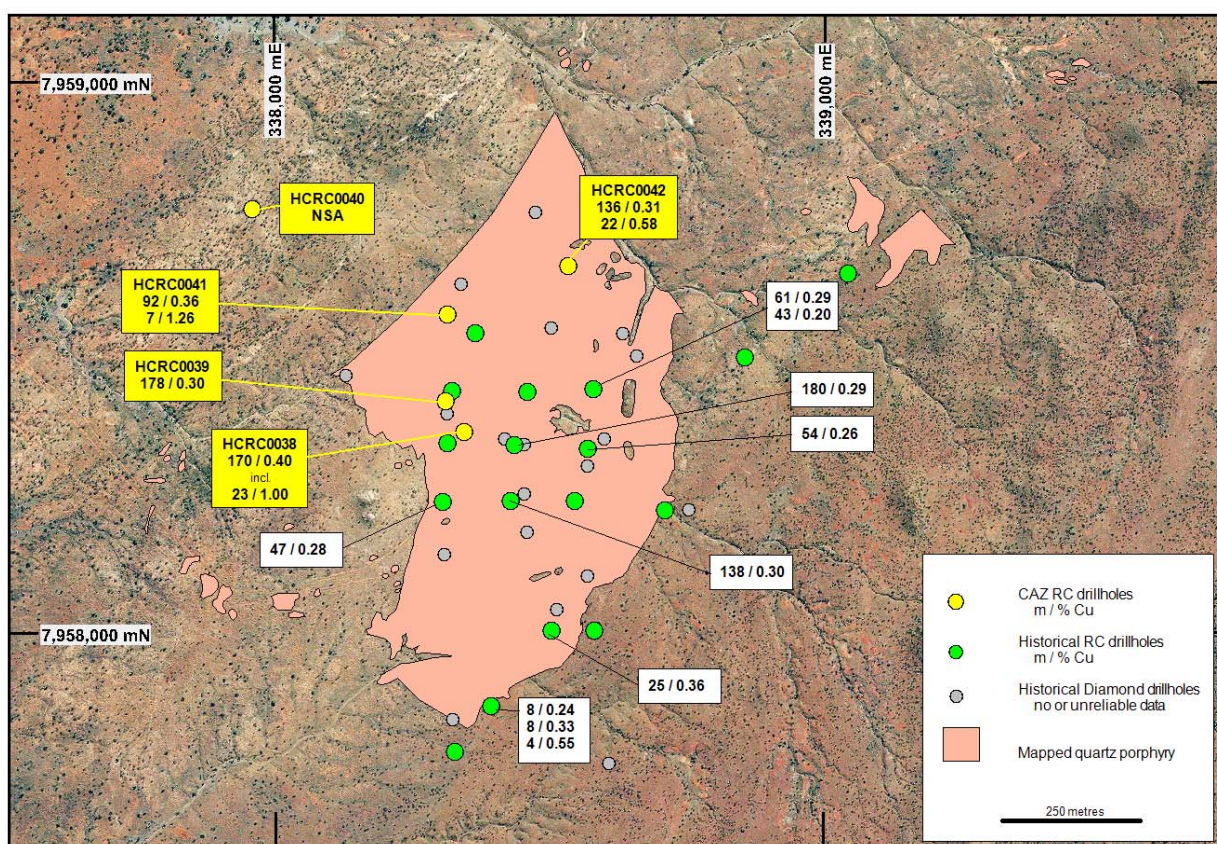 338,000 mE
339,000 mE
7,959,000 mN
HCRC0040
NSA
HCRC0042
136 / 0.31
22 / 0.58
HCRC0041
92 / 0.36
7 / 1.26
61 / 0.29
43 / 0.20
HCRC0039
178 / 0.30
180 / 0.29
54 / 0.26
HCRC0038
170 / 0.40
incl.
23 / 1.00
47 / 0.28
138 / 0.30
7,958,000 mN
25 / 0.36
8 / 0.24
8 / 0.33
4 / 0.55
CAZ RC drillholes
m / % Cu
Historical RC drillholes
m / % Cu
Historical Diamond drillholes
no or unreliable data
Mapped quartz porphyry
250 metres